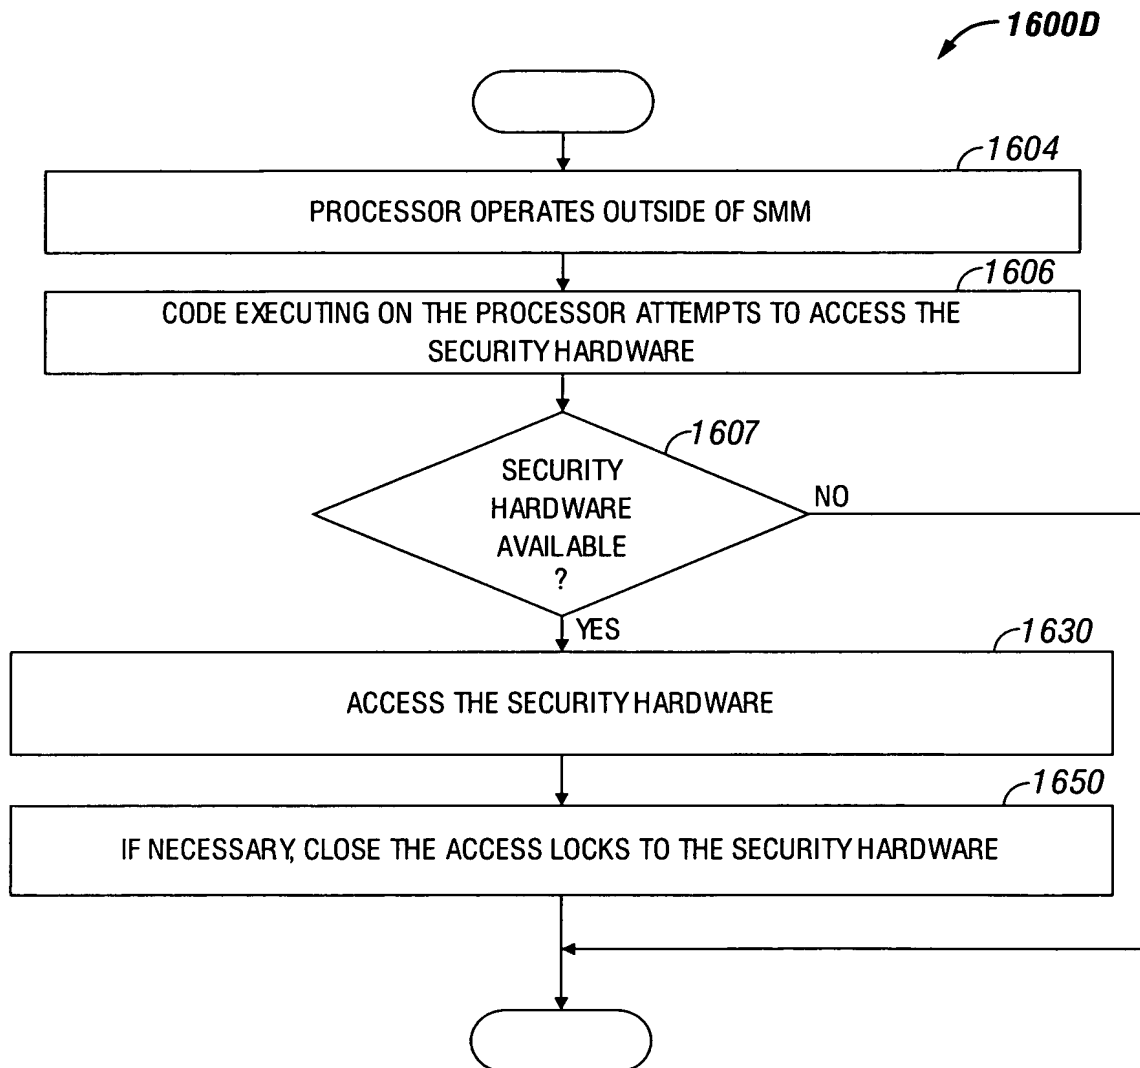 1600D
1604
PROCESSOR OPERATES OUTSIDE OF SMM
1606
CODE EXECUTING ON THE PROCESSOR ATTEMPTS TO ACCESS THE
SECURITY HARDWARE
1607
SECURITY
HARDWARE
AVAILABLE
?
NO
YES
1630
ACCESS THE SECURITY HARDWARE
1650
IF NECESSARY, CLOSE THE ACCESS LOCKS TO THE SECURITY HARDWARE